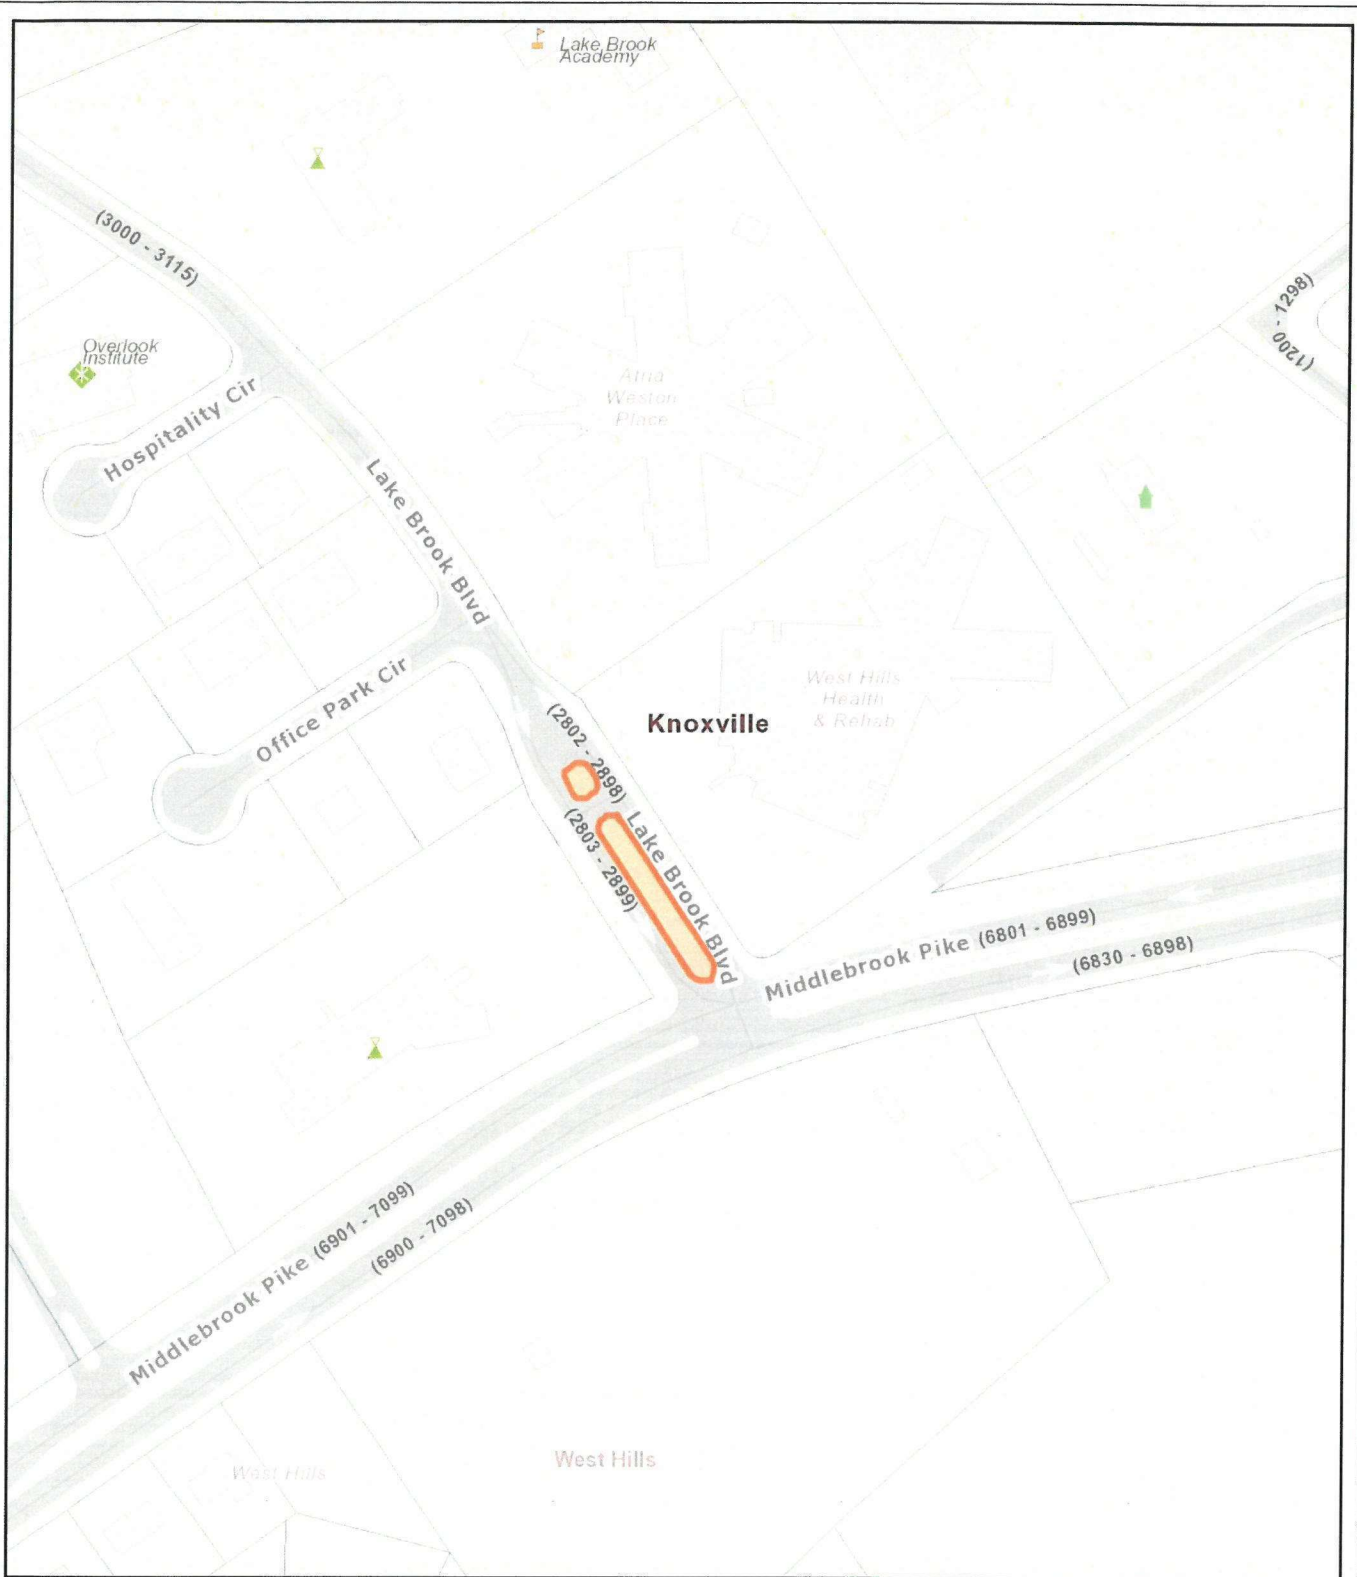 Lake Brook
Academy
(3000 - 3115)
(1200 - 1298)
Overlook
Institute
Hospitality Cir
Atria
Weston
Place
Lake Brook Blvd
Office Park Cir
West Hills
Health
& Rehab
Knoxville
(2802 - 2898)
(2803 - 2899)
Lake Brook Blvd
Middlebrook Pike (6801 - 6899)
(6830 - 6898)
Middlebrook Pike (6901 - 7099)
(6900 - 7098)
West Hills
West Hills